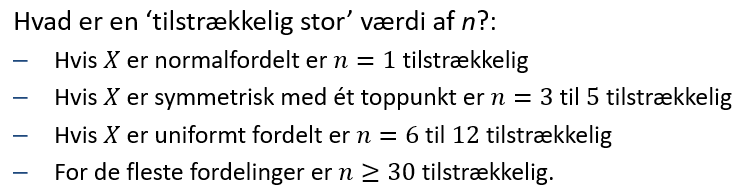 Hvad er en ‘tilstrækkelig stor’ værdi af n?:
– Hvis X er normalfordelt er n = 1 tilstrækkelig
– Hvis X er symmetrisk med ét toppunkt er n = 3 til 5 tilstrækkelig
– Hvis X er uniformt fordelt er n = 6 til 12 tilstrækkelig
– For de fleste fordelinger er n ≥ 30 tilstrækkelig.